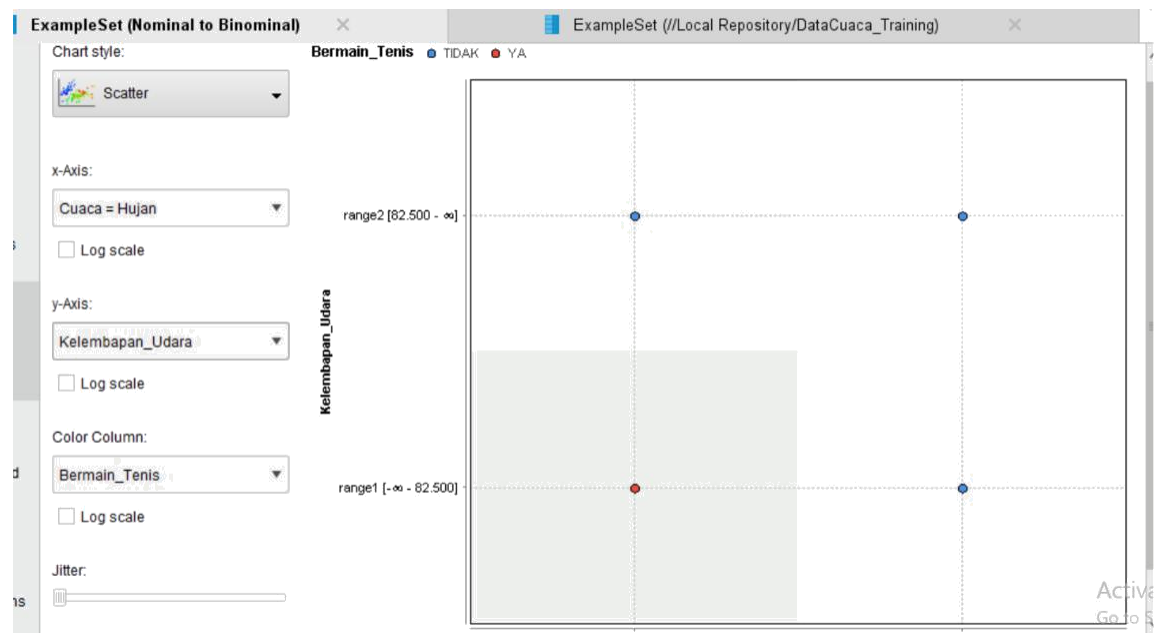 ExampleSet (Nominal to Binominal)
ExampleSet (//Local Repository/DataCuaca_Training)
Chart style:
Scatter
x-Axis:
Cuaca = Hujan
Log scale
y-Axis:
Kelembapan_Udara
Log scale
Color Column:
Bermain_Tenis
Log scale
Jitter:
Bermain_Tenis TIDAK YA
range2 [82.500 - ∞]
Kelembapan_Udara
range1 [-∞ - 82.500]